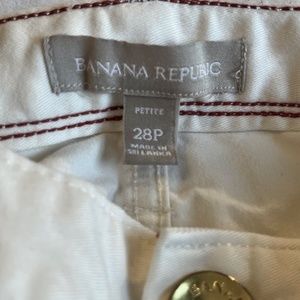 BANANA REPUBLIC
PETITE
28P
MADE IN
SRI LANKA